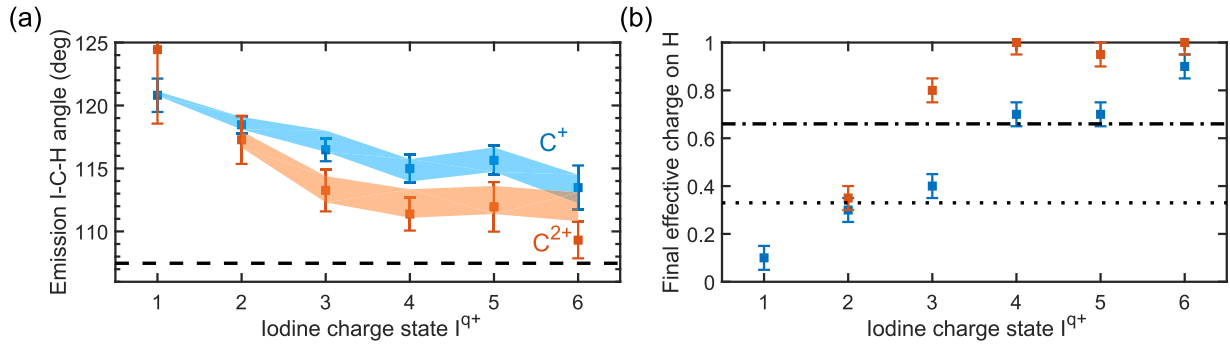 (a)
Emission I-C-H angle (deg)
125
120
115
110
C⁺
C²⁺
1 2 3 4 5 6
Iodine charge state I^q+
(b)
Final effective charge on H
1
0.8
0.6
0.4
0.2
0
1 2 3 4 5 6
Iodine charge state I^q+